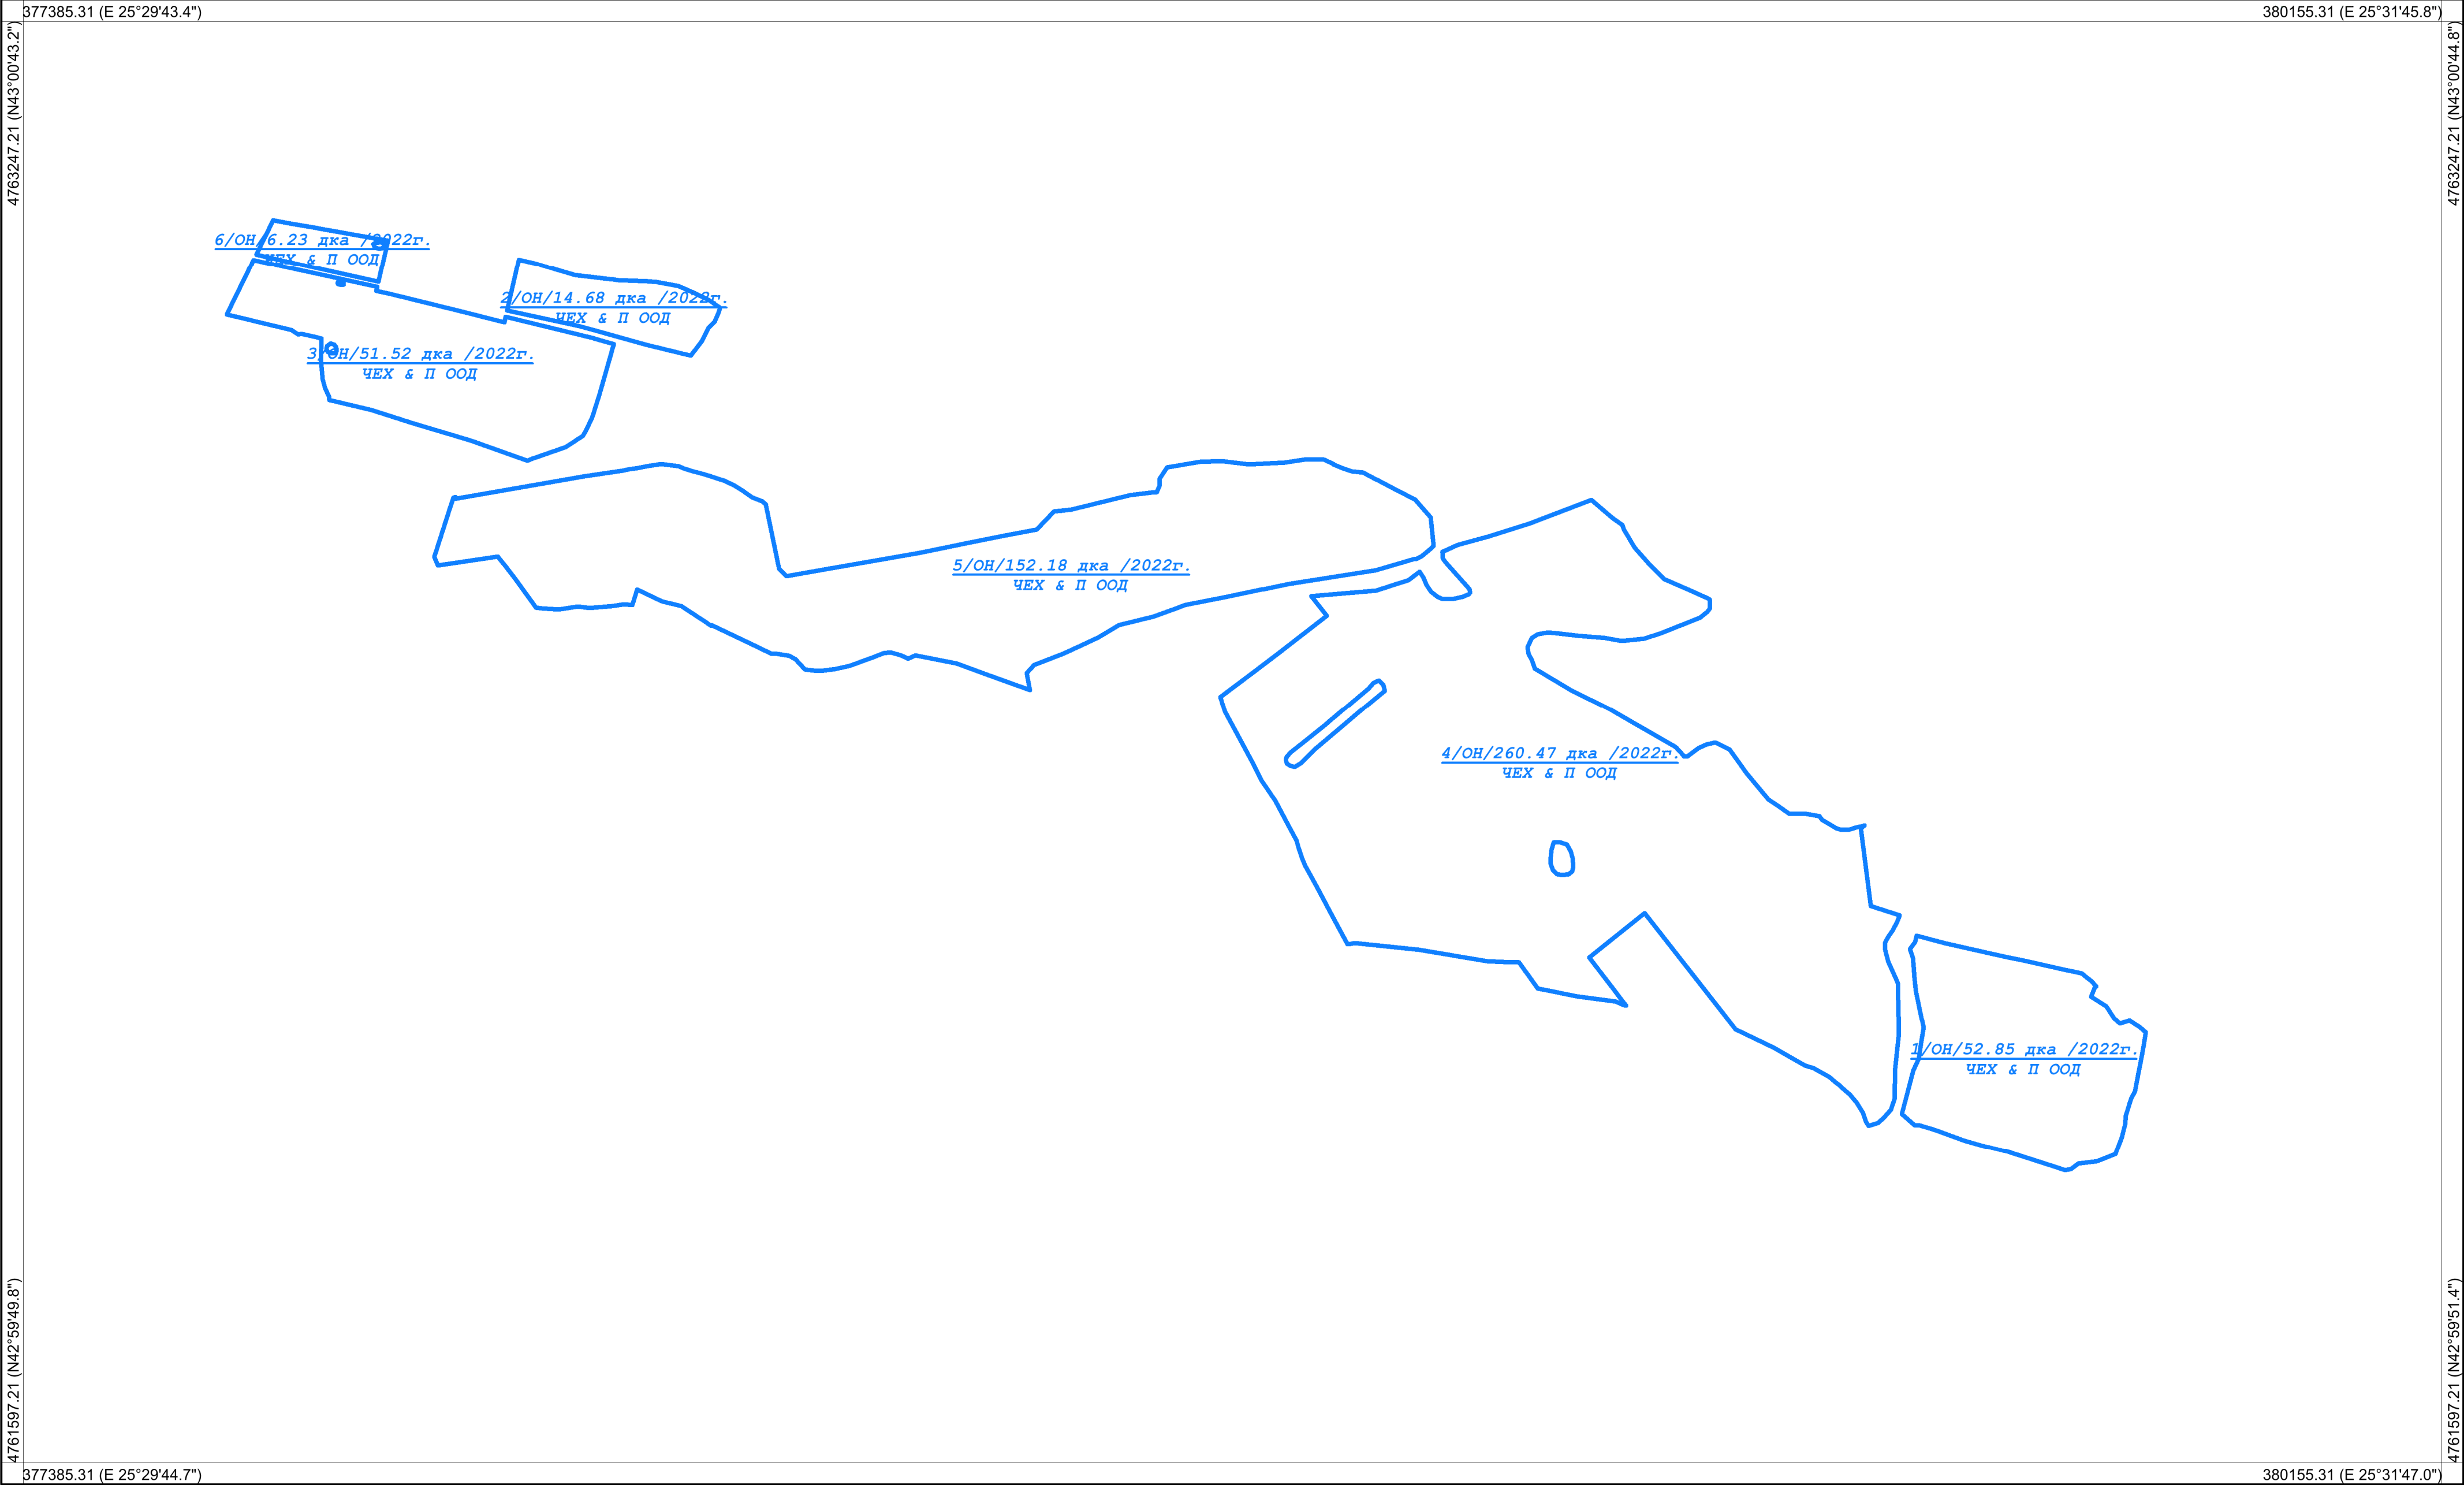 377385.31 (E 25°29'43.4")
380155.31 (E 25°31'45.8")
4763247.21 (N43°00'43.2")
4763247.21 (N43°00'44.8")
6/ОН/6.23 дка /2022г.
ЧЕХ & П ООД
2/ОН/14.68 дка /2022г.
ЧЕХ & П ООД
3/ОН/51.52 дка /2022г.
ЧЕХ & П ООД
5/ОН/152.18 дка /2022г.
ЧЕХ & П ООД
4/ОН/260.47 дка /2022г.
ЧЕХ & П ООД
1/ОН/52.85 дка /2022г.
ЧЕХ & П ООД
4761597.21 (N42°59'49.8")
4761597.21 (N42°59'51.4")
377385.31 (E 25°29'44.7")
380155.31 (E 25°31'47.0")